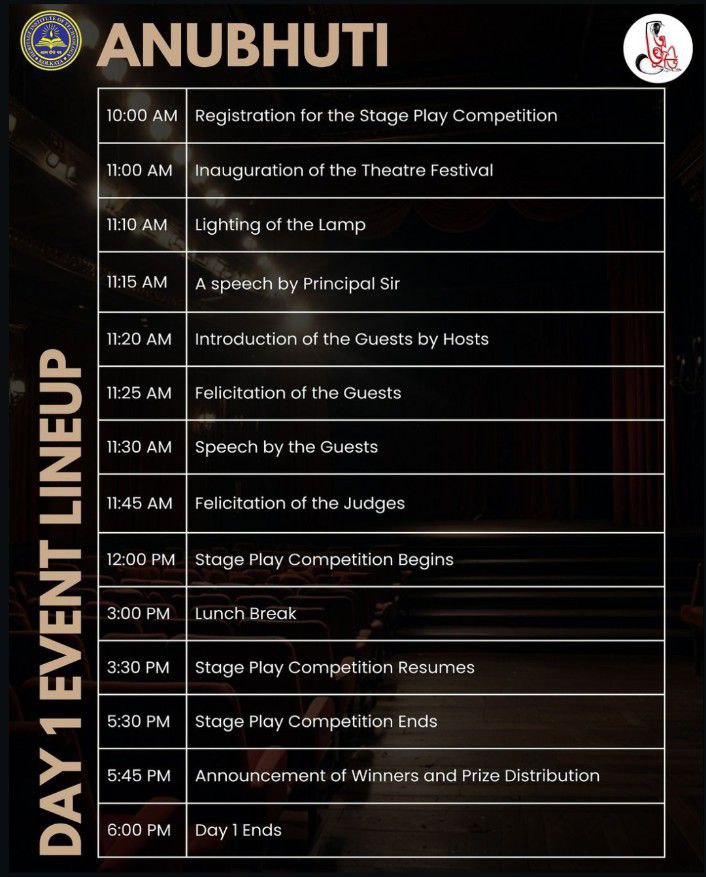 ANUBHUTI
DAY 1 EVENT LINEUP
10:00 AM Registration for the Stage Play Competition
11:00 AM Inauguration of the Theatre Festival
11:10 AM Lighting of the Lamp
11:15 AM A speech by Principal Sir
11:20 AM Introduction of the Guests by Hosts
11:25 AM Felicitation of the Guests
11:30 AM Speech by the Guests
11:45 AM Felicitation of the Judges
12:00 PM Stage Play Competition Begins
3:00 PM Lunch Break
3:30 PM Stage Play Competition Resumes
5:30 PM Stage Play Competition Ends
5:45 PM Announcement of Winners and Prize Distribution
6:00 PM Day 1 Ends